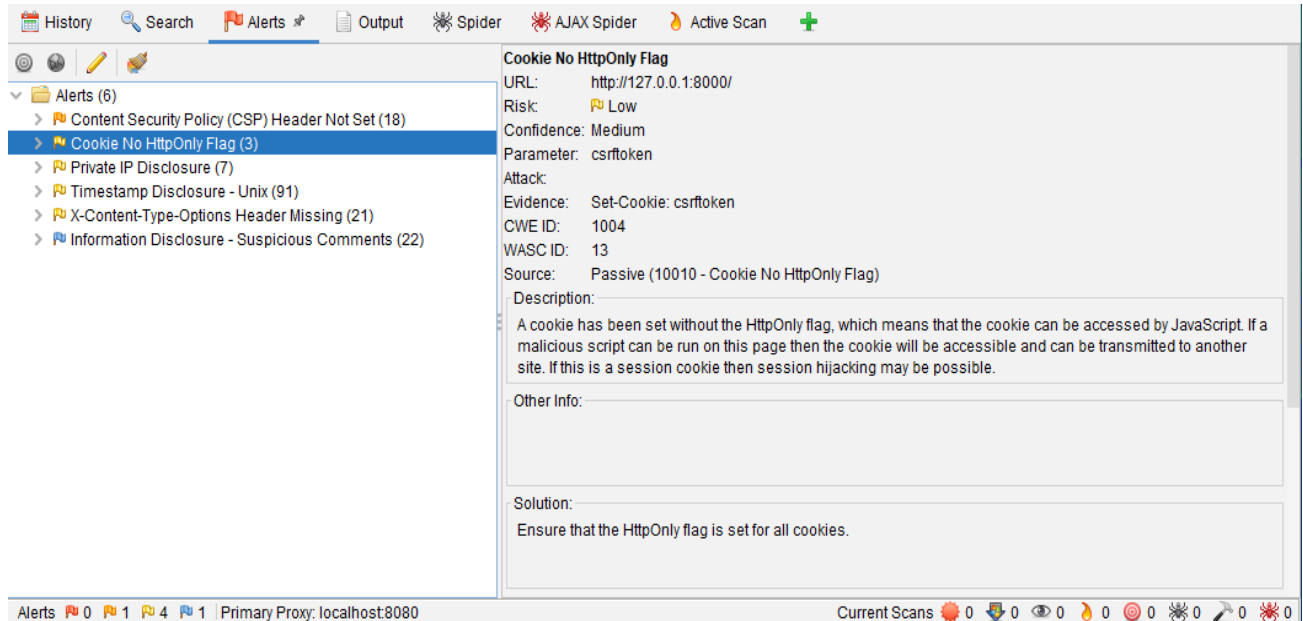 History Search Alerts Output Spider AJAX Spider Active Scan
Alerts (6)
Content Security Policy (CSP) Header Not Set (18)
Cookie No HttpOnly Flag (3)
Private IP Disclosure (7)
Timestamp Disclosure - Unix (91)
X-Content-Type-Options Header Missing (21)
Information Disclosure - Suspicious Comments (22)
Cookie No HttpOnly Flag
URL: http://127.0.0.1:8000/
Risk: Low
Confidence: Medium
Parameter: csrftoken
Attack:
Evidence: Set-Cookie: csrftoken
CWE ID: 1004
WASC ID: 13
Source: Passive (10010 - Cookie No HttpOnly Flag)
Description:
A cookie has been set without the HttpOnly flag, which means that the cookie can be accessed by JavaScript. If a
malicious script can be run on this page then the cookie will be accessible and can be transmitted to another
site. If this is a session cookie then session hijacking may be possible.
Other Info:
Solution:
Ensure that the HttpOnly flag is set for all cookies.
Alerts 0 1 4 1 Primary Proxy: localhost:8080 Current Scans 0 0 0 0 0 0 0 0